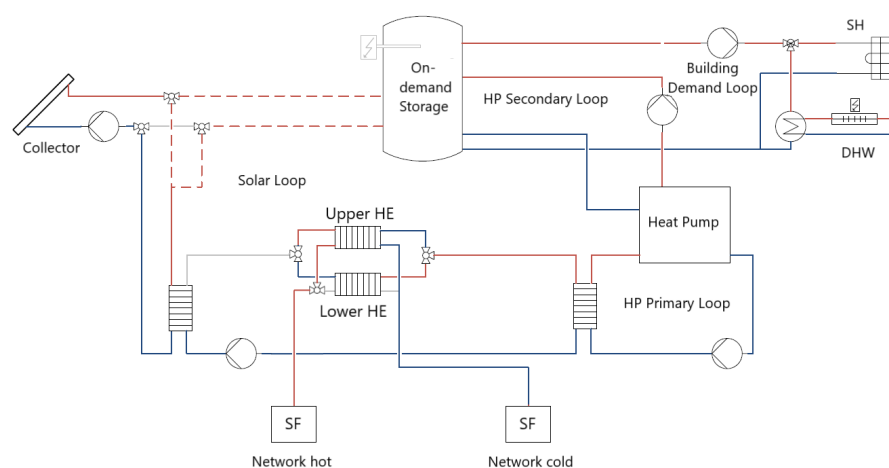 SH
On-
demand
Storage
Building
Demand Loop
HP Secondary Loop
Collector
DHW
Solar Loop
Upper HE
Heat Pump
Lower HE
HP Primary Loop
SF
SF
Network hot
Network cold